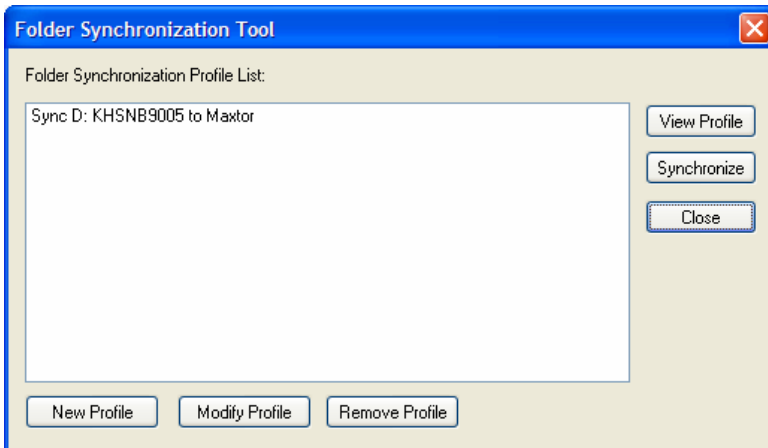 Folder Synchronization Tool
Folder Synchronization Profile List:
Sync D: KHSNB9005 to Maxtor
View Profile
Synchronize
Close
New Profile Modify Profile Remove Profile